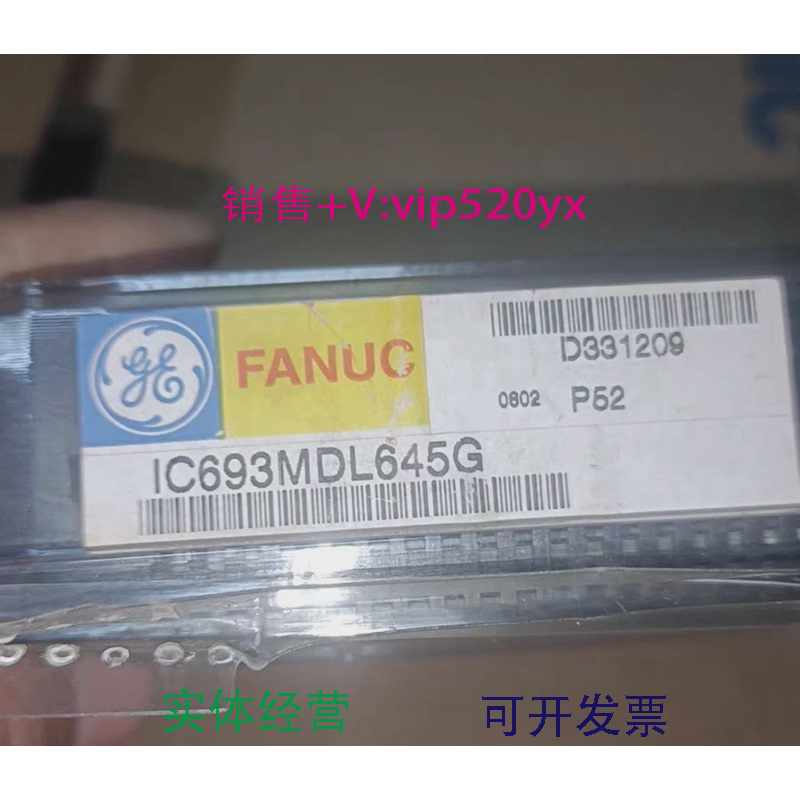 销售+V:vip520yx
GE
FANUC
D331209
0802 P52
IC693MDL645G
实体经营
可开发票